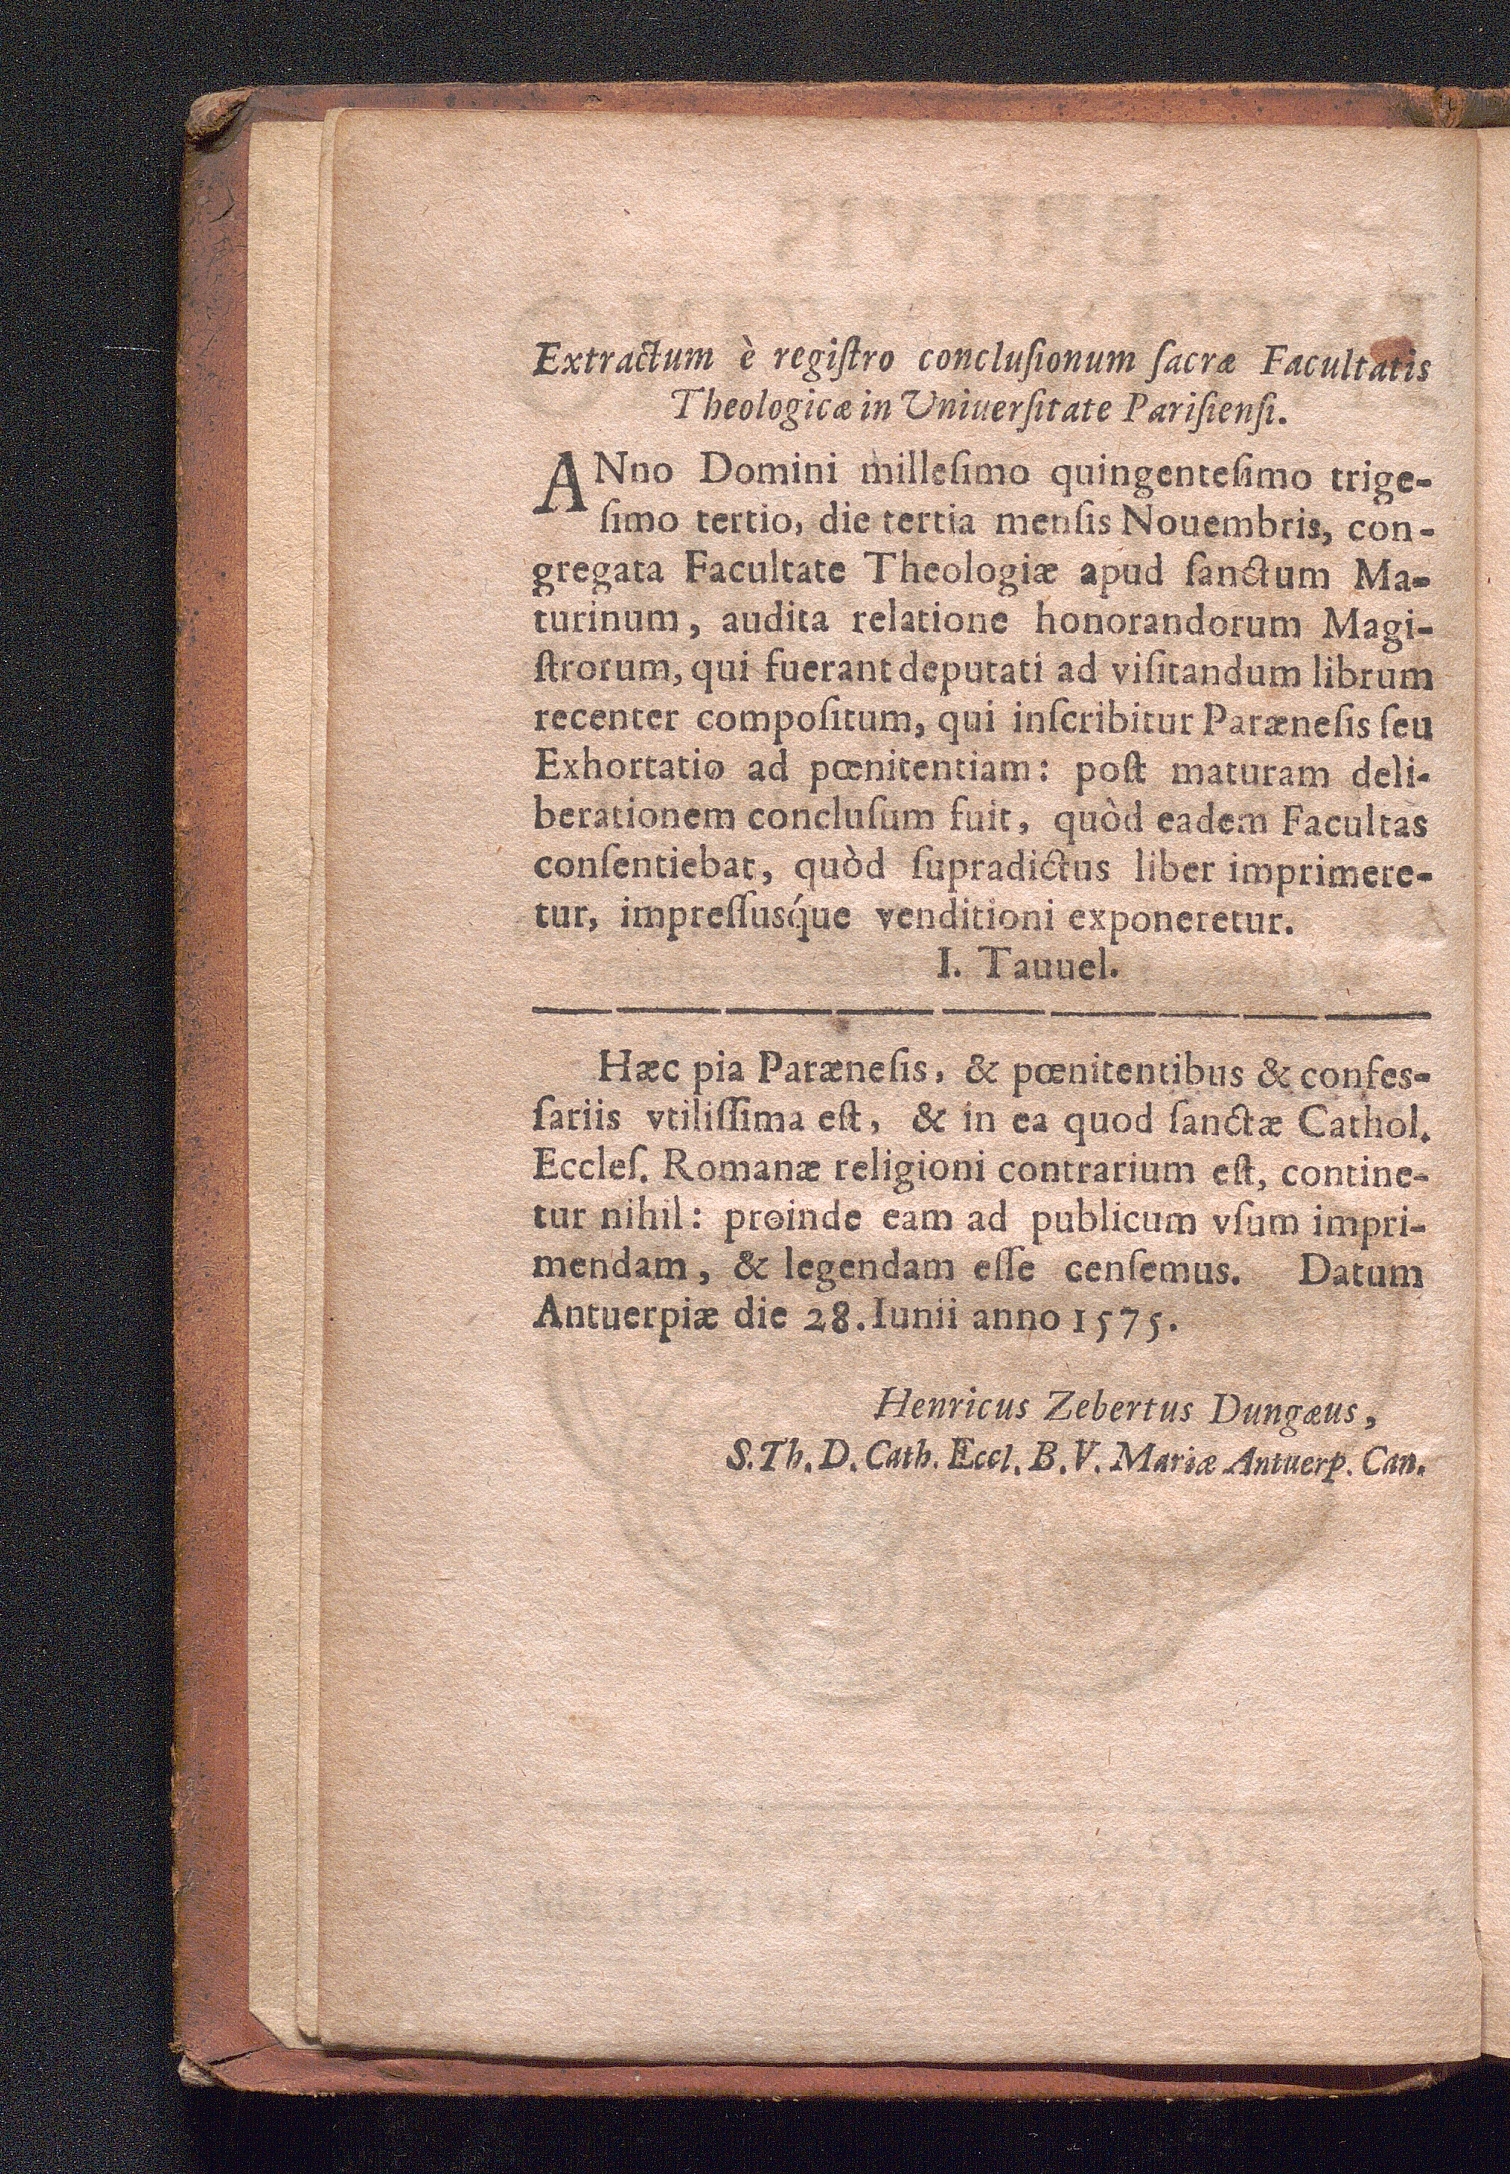 Extractum è regiſtro concluſionum ſacræ Facultatis
Theologicæ in Vniuerſitate Pariſienſi.
ANno Domini milleſimo quingenteſimo trige-
ſimo tertio, die tertia menſis Nouembris, con-
gregata Facultate Theologiæ apud ſanctum Ma-
turinum, audita relatione honorandorum Magi-
ſtrorum, qui fuerant deputati ad viſitandum librum
recenter compoſitum, qui inſcribitur Parænesis ſeu
Exhortatio ad pœnitentiam: poſt maturam deli-
berationem concluſum fuit, quòd eadem Facultas
conſentiebat, quòd ſupradictus liber imprimere-
tur, impreſſusq́ue venditioni exponeretur.
I. Tauuel.
Hæc pia Paræneſis, & pœnitentibus & confeſ-
ſariis vtiliſſima eſt, & in ea quod ſanctæ Cathol.
Eccleſ. Romanæ religioni contrarium eſt, contine-
tur nihil: proinde eam ad publicum vſum impri-
mendam, & legendam eſſe cenſemus. Datum
Antuerpiæ die 28. Iunii anno 1575.
Henricus Zebertus Dungæus,
S. Th. D. Cath. Eccl. B. V. Mariæ Antuerp. Can.